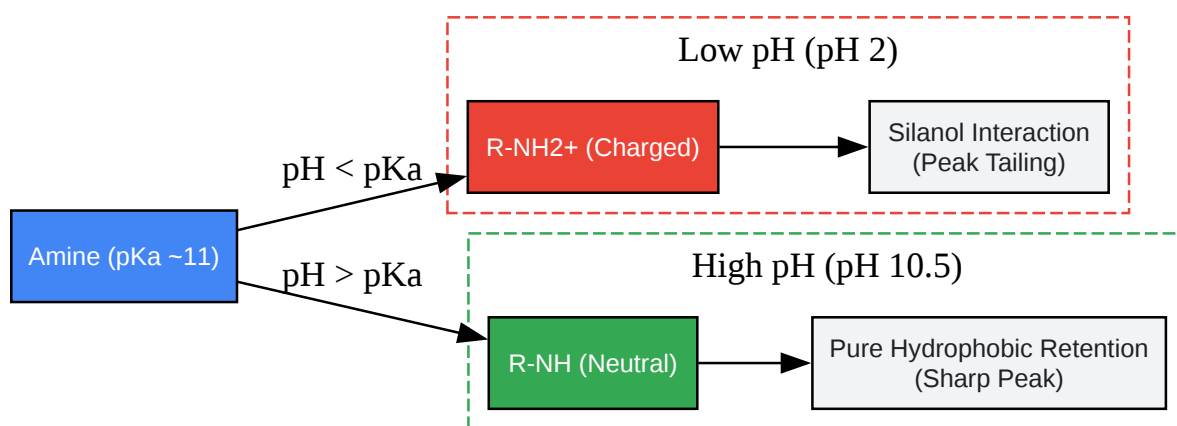 Low pH (pH 2)
R-NH2+ (Charged)
Silanol Interaction
(Peak Tailing)
pH < pKa
Amine (pKa ~11)
pH > pKa
High pH (pH 10.5)
R-NH (Neutral)
Pure Hydrophobic Retention
(Sharp Peak)